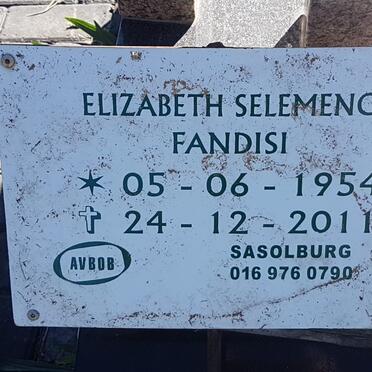 ELIZABETH SELEMENG
FANDISI
* 05 - 06 - 1954
✝ 24 - 12 - 2011
AVBOB
SASOLBURG
016 976 0790